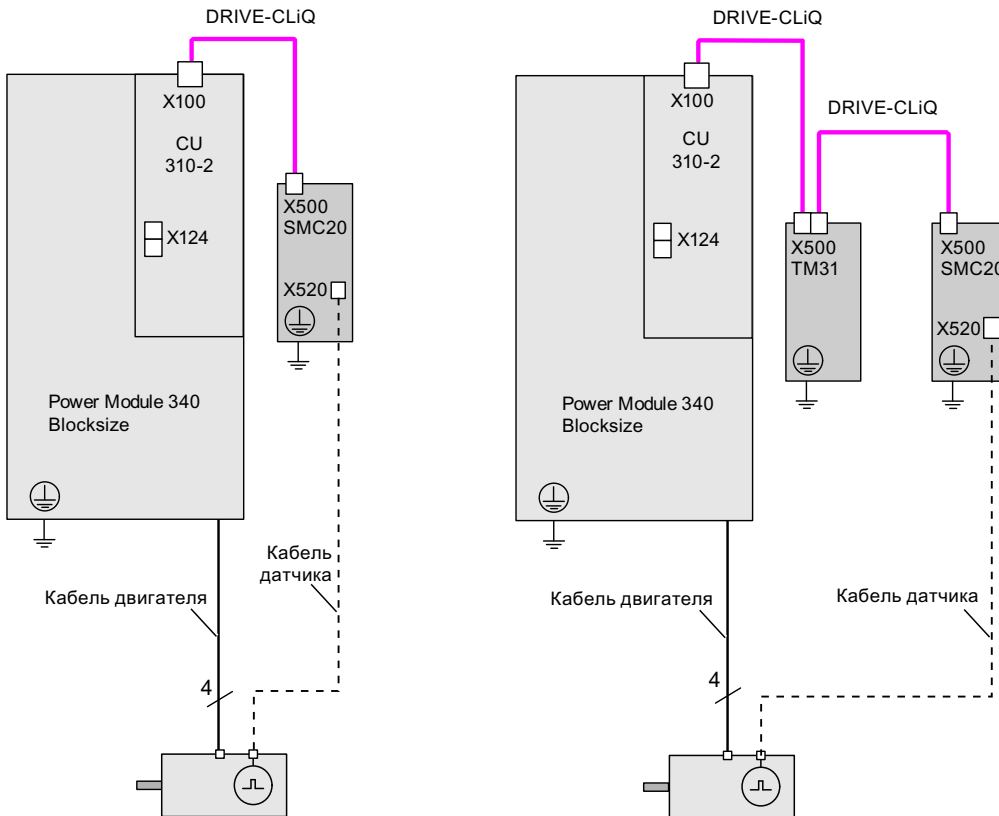 DRIVE-CLiQ
X100
CU
310-2
X124
X500
SMC20
X520
Power Module 340
Blocksize
Кабель
датчика
Кабель двигателя
4
DRIVE-CLiQ
X100
CU
310-2
X124
DRIVE-CLiQ
X500
TM31
X500
SMC20
X520
Power Module 340
Blocksize
Кабель двигателя
Кабель датчика
4